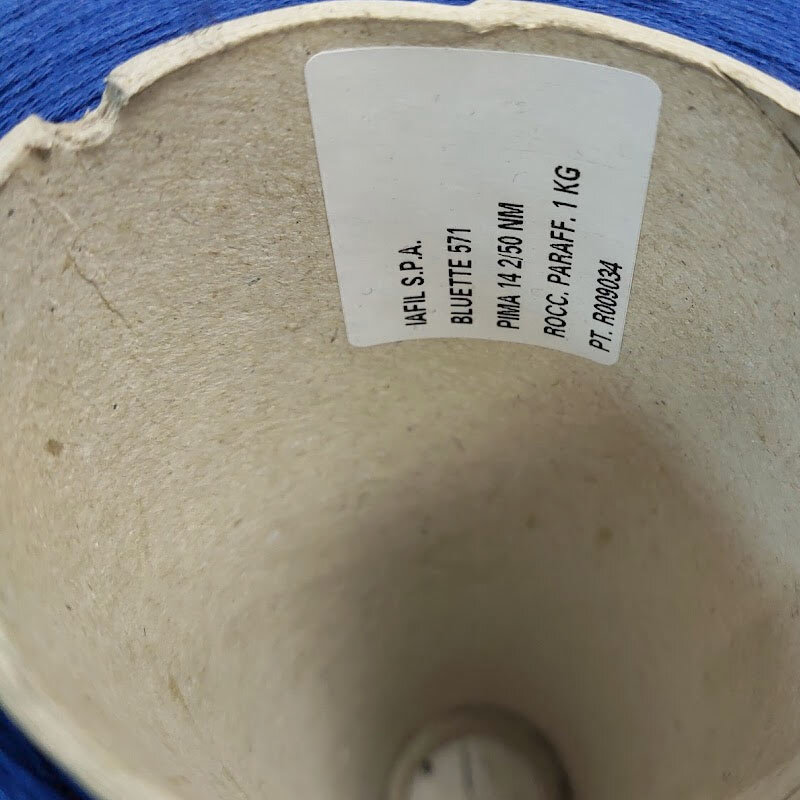 IAFIL S.P.A.
BLUETTE 571
PIMA 14 2/50 NM
ROCC. PARAFF. 1 KG
PT. R009034